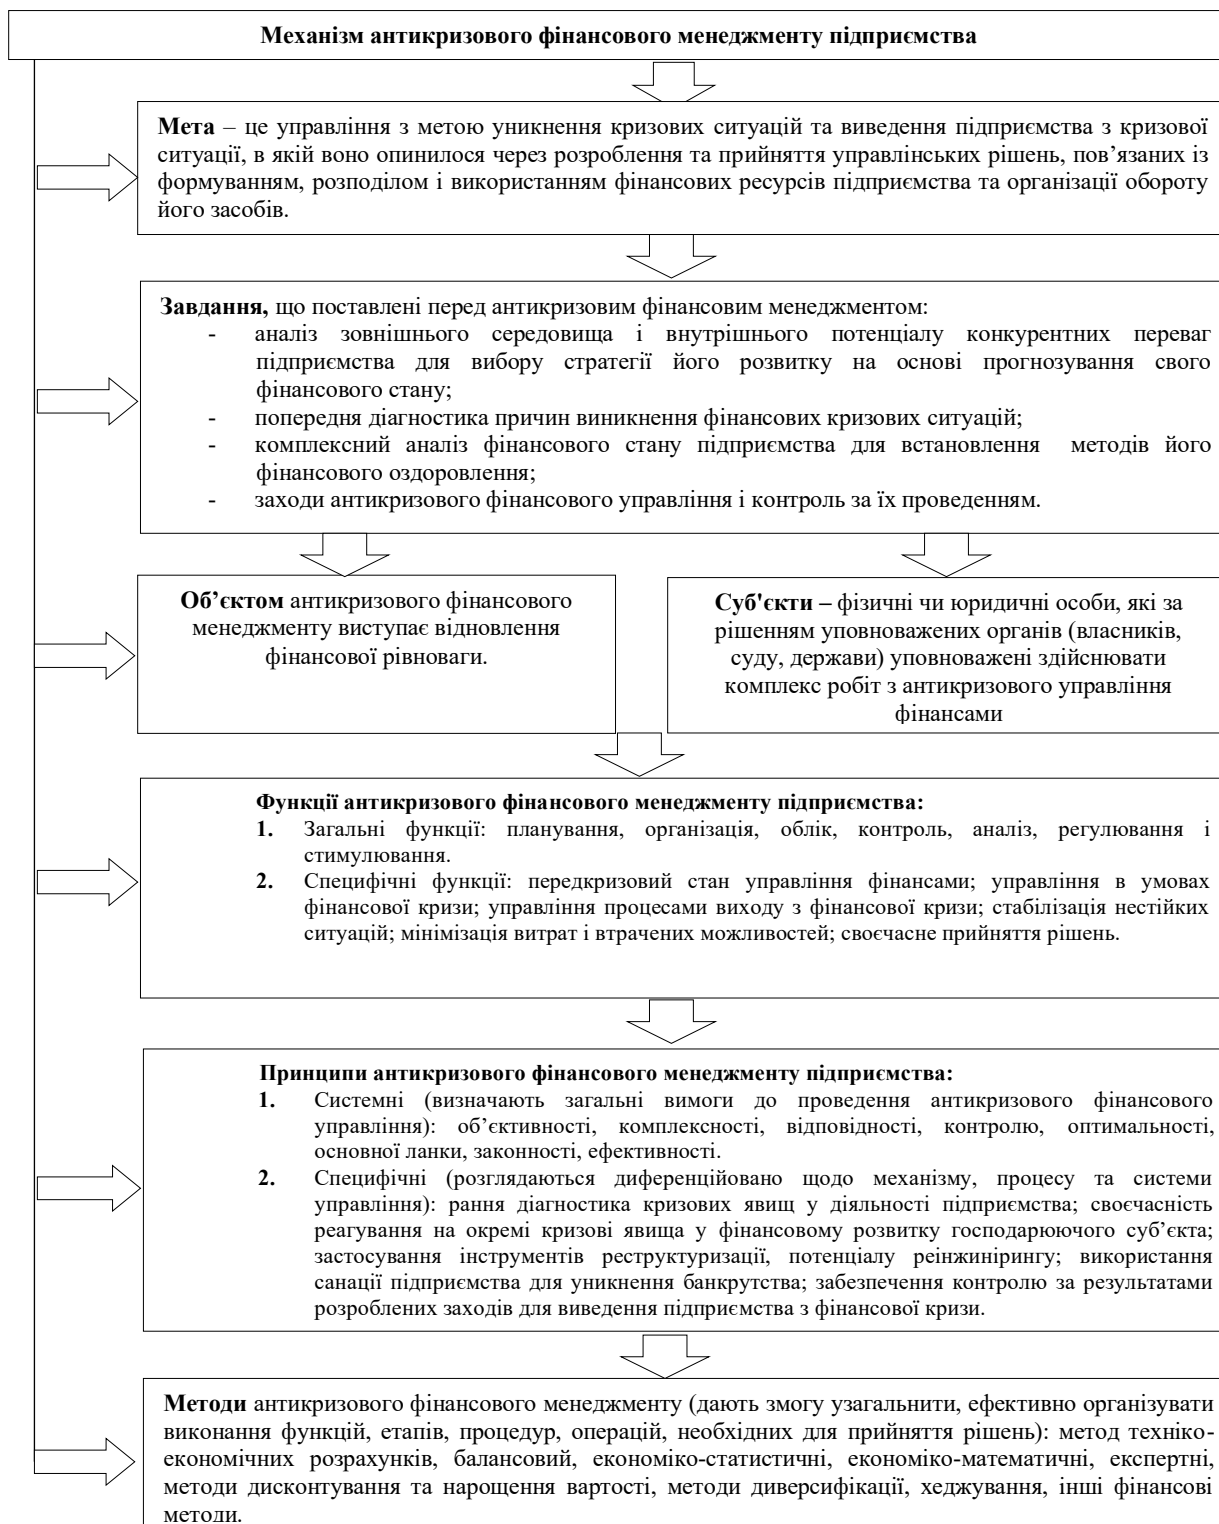 Механізм антикризового фінансового менеджменту підприємства
Мета – це управління з метою уникнення кризових ситуацій та виведення підприємства з кризової
ситуації, в якій воно опинилося через розроблення та прийняття управлінських рішень, пов’язаних із
формуванням, розподілом і використанням фінансових ресурсів підприємства та організації обороту
його засобів.
Завдання, що поставлені перед антикризовим фінансовим менеджментом:
- аналіз зовнішнього середовища і внутрішнього потенціалу конкурентних переваг
підприємства для вибору стратегії його розвитку на основі прогнозування свого
фінансового стану;
- попередня діагностика причин виникнення фінансових кризових ситуацій;
- комплексний аналіз фінансового стану підприємства для встановлення методів його
фінансового оздоровлення;
- заходи антикризового фінансового управління і контроль за їх проведенням.
Об’єктом антикризового фінансового
менеджменту виступає відновлення
фінансової рівноваги.
Суб'єкти – фізичні чи юридичні особи, які за
рішенням уповноважених органів (власників,
суду, держави) уповноважені здійснювати
комплекс робіт з антикризового управління
фінансами
Функції антикризового фінансового менеджменту підприємства:
1. Загальні функції: планування, організація, облік, контроль, аналіз, регулювання і
стимулювання.
2. Специфічні функції: передкризовий стан управління фінансами; управління в умовах
фінансової кризи; управління процесами виходу з фінансової кризи; стабілізація нестійких
ситуацій; мінімізація витрат і втрачених можливостей; своєчасне прийняття рішень.
Принципи антикризового фінансового менеджменту підприємства:
1. Системні (визначають загальні вимоги до проведення антикризового фінансового
управління): об’єктивності, комплексності, відповідності, контролю, оптимальності,
основної ланки, законності, ефективності.
2. Специфічні (розглядаються диференційовано щодо механізму, процесу та системи
управління): рання діагностика кризових явищ у діяльності підприємства; своєчасність
реагування на окремі кризові явища у фінансовому розвитку господарюючого суб’єкта;
застосування інструментів реструктуризації, потенціалу реінжинірингу; використання
санації підприємства для уникнення банкрутства; забезпечення контролю за результатами
розроблених заходів для виведення підприємства з фінансової кризи.
Методи антикризового фінансового менеджменту (дають змогу узагальнити, ефективно організувати
виконання функцій, етапів, процедур, операцій, необхідних для прийняття рішень): метод техніко-
економічних розрахунків, балансовий, економіко-статистичні, економіко-математичні, експертні,
методи дисконтування та нарощення вартості, методи диверсифікації, хеджування, інші фінансові
методи.